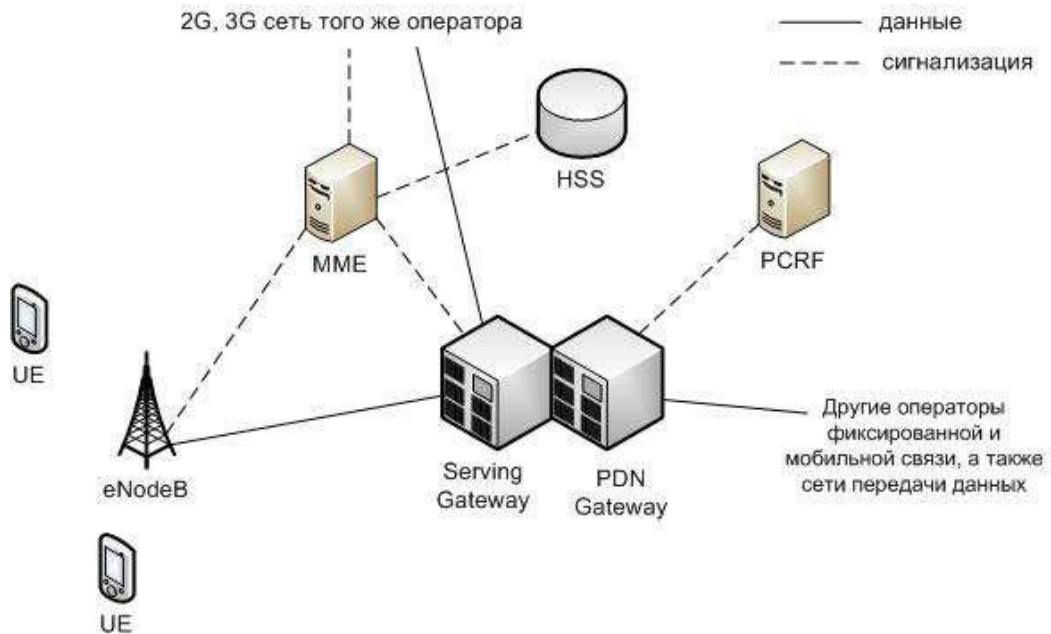 2G, 3G сеть того же оператора
данные
сигнализация
HSS
MME
PCRF
UE
eNodeB
Serving
Gateway
PDN
Gateway
Другие операторы
фиксированной и
мобильной связи, а также
сети передачи данных
UE